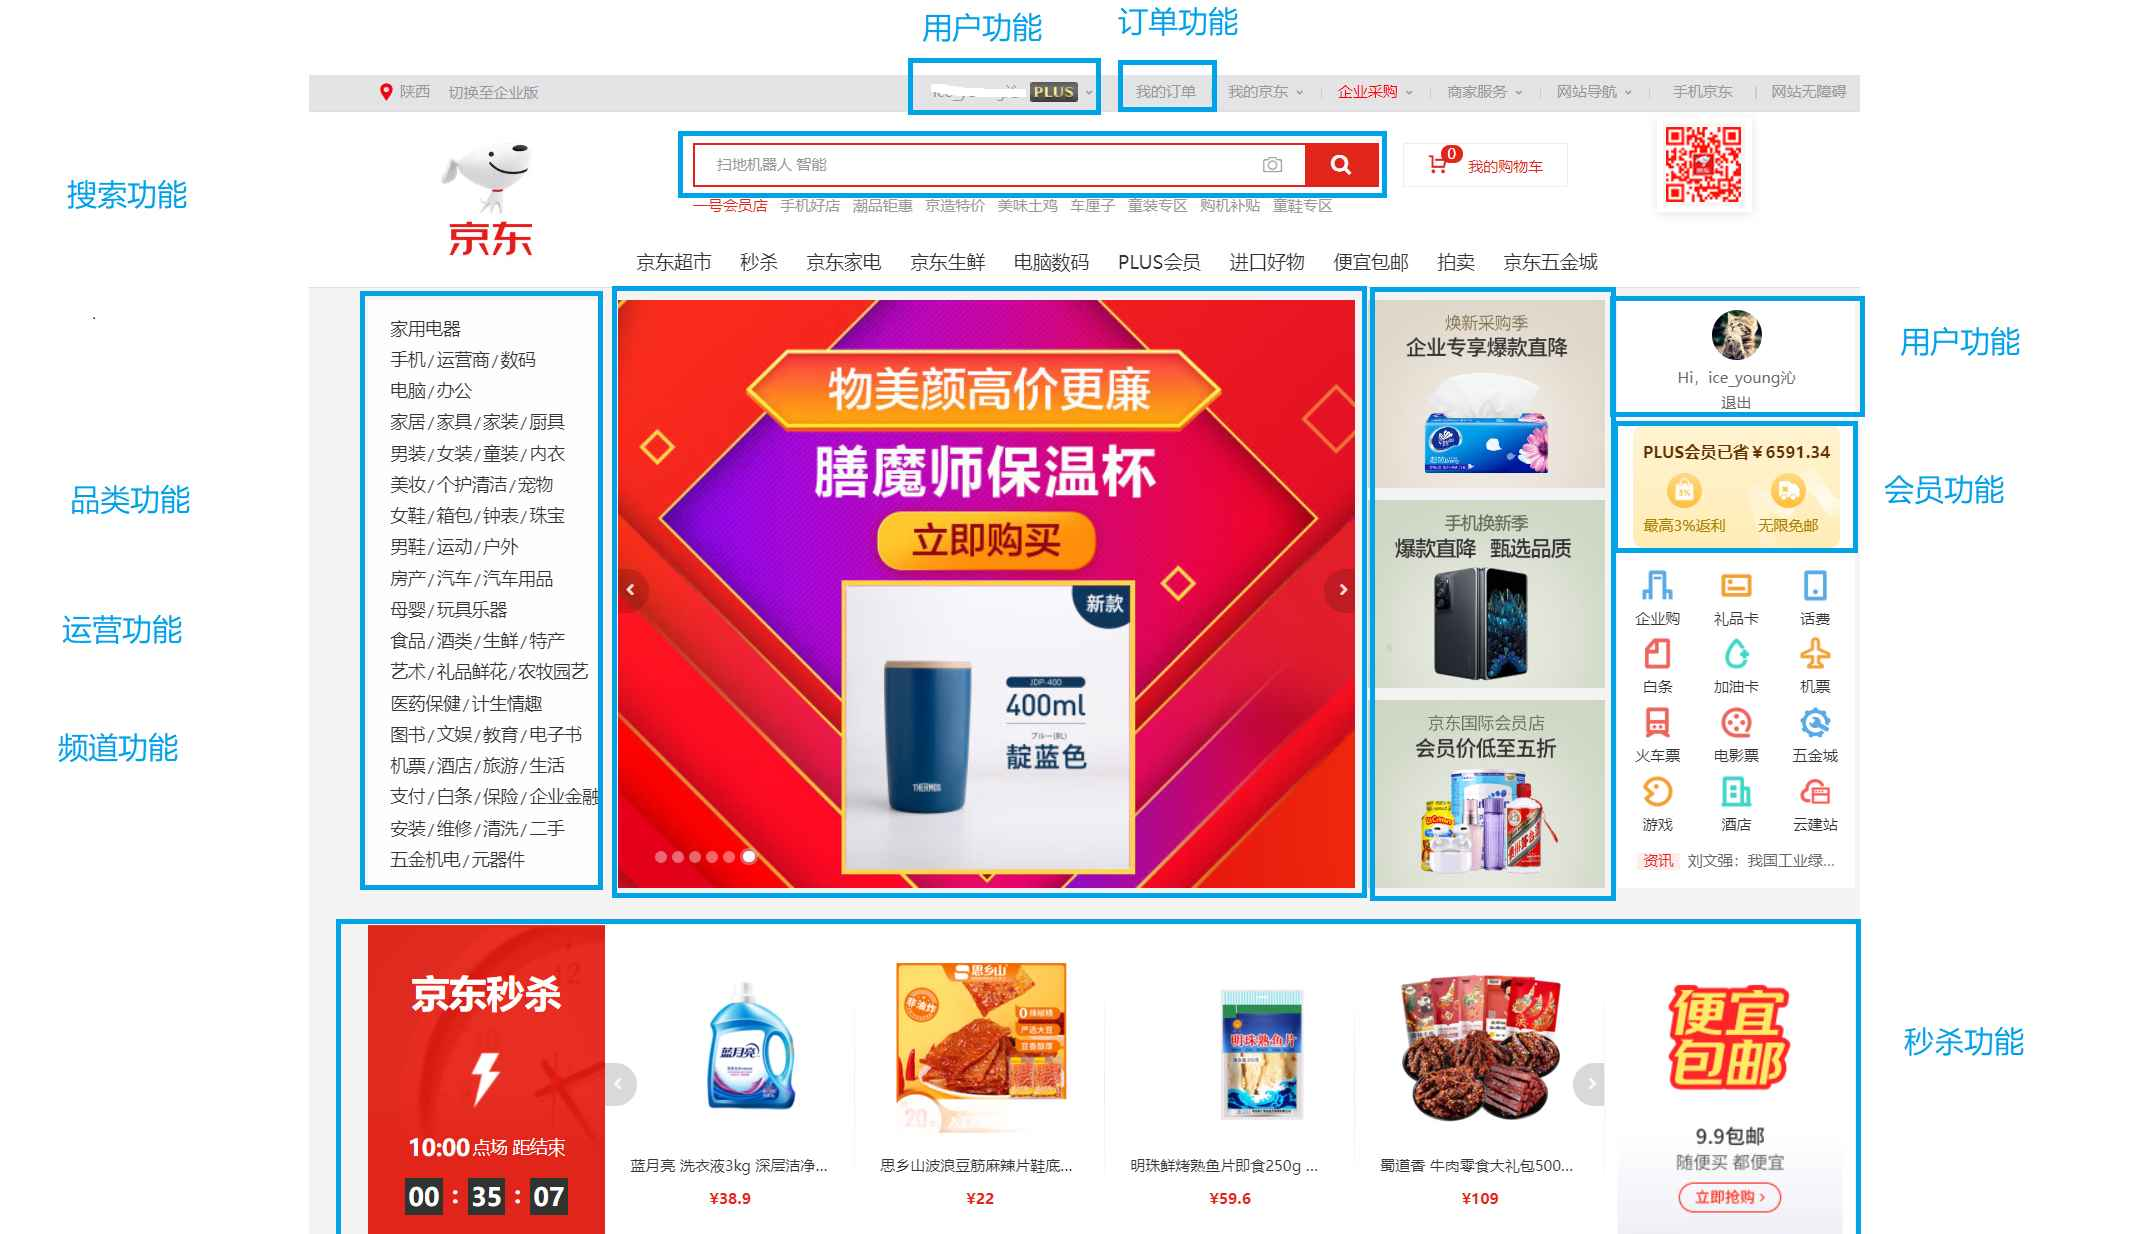 用户功能
订单功能
陕西
切换至企业版
PLUS
我的订单
我的京东
企业采购
商家服务
网站导航
手机京东
网站无障碍
搜索功能
扫地机器人 智能
0
我的购物车
一号会员店 手机好店 潮品钜惠 京造特价 美味土鸡 车厘子 童装专区 购机补贴 童鞋专区
京东
京东超市 秒杀 京东家电 京东生鲜 电脑数码 PLUS会员 进口好物 便宜包邮 拍卖 京东五金城
家用电器
手机/运营商/数码
电脑/办公
家居/家具/家装/厨具
男装/女装/童装/内衣
美妆/个护清洁/宠物
女鞋/箱包/钟表/珠宝
男鞋/运动/户外
房产/汽车/汽车用品
母婴/玩具乐器
食品/酒类/生鲜/特产
艺术/礼品鲜花/农牧园艺
医药保健/计生情趣
图书/文娱/教育/电子书
机票/酒店/旅游/生活
支付/白条/保险/企业金融
安装/维修/清洗/二手
五金机电/元器件
品类功能
运营功能
频道功能
物美颜高价更廉
膳魔师保温杯
立即购买
新款
JDP-400
400ml
ブルー(BL)
靛蓝色
THERMOS
焕新采购季
企业专享爆款直降
手机换新季
爆款直降 甄选品质
京东国际会员店
会员价低至五折
Hi, ice_young沁
退出
用户功能
PLUS会员已省￥6591.34
3%
最高3%返利 无限免邮
会员功能
企业购 礼品卡 话费
白条 加油卡 机票
火车票 电影票 五金城
游戏 酒店 云建站
资讯 刘文强：我国工业绿...
京东秒杀
10:00 点场 距结束
00 : 35 : 07
蓝月亮
蓝月亮 洗衣液3kg 深层洁净...
¥38.9
思乡山
非油炸
思乡山波浪豆筋麻辣片鞋底...
¥22
明珠熟鱼片
明珠鲜烤熟鱼片即食250g ...
¥59.6
蜀道香 牛肉零食大礼包500...
¥109
便宜
包邮
9.9包邮
随便买 都便宜
立即抢购 ›
秒杀功能